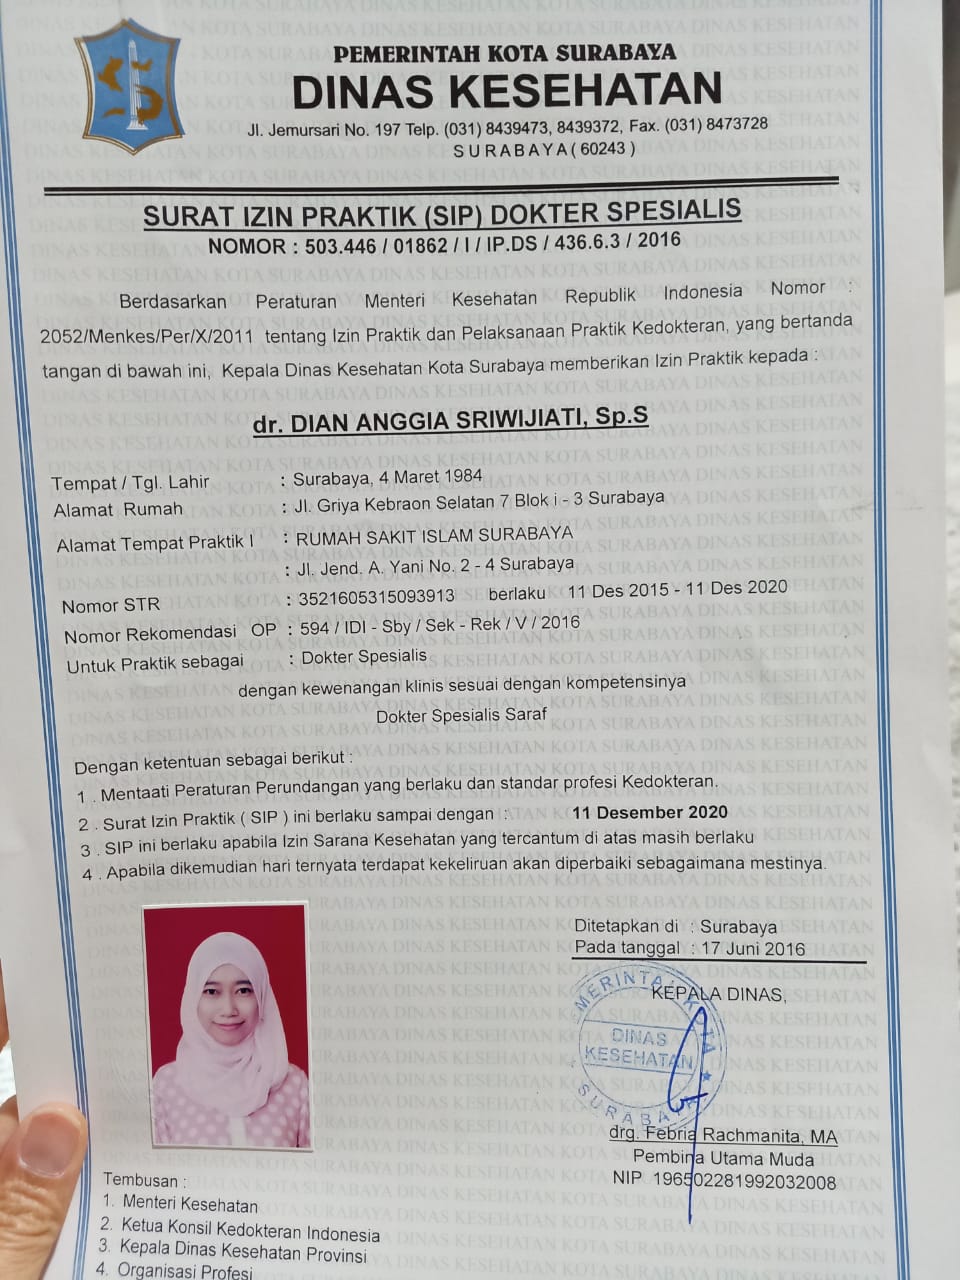 PEMERINTAH KOTA SURABAYA
DINAS KESEHATAN
Jl. Jemursari No. 197 Telp. (031) 8439473, 8439372, Fax. (031) 8473728
SURABAYA ( 60243 )
SURAT IZIN PRAKTIK (SIP) DOKTER SPESIALIS
NOMOR : 503.446 / 01862 / I / IP.DS / 436.6.3 / 2016
Berdasarkan Peraturan Menteri Kesehatan Republik Indonesia Nomor :
2052/Menkes/Per/X/2011 tentang Izin Praktik dan Pelaksanaan Praktik Kedokteran, yang bertanda
tangan di bawah ini, Kepala Dinas Kesehatan Kota Surabaya memberikan Izin Praktik kepada :
dr. DIAN ANGGIA SRIWIJIATI, Sp.S
Tempat / Tgl. Lahir : Surabaya, 4 Maret 1984
Alamat Rumah : Jl. Griya Kebraon Selatan 7 Blok i - 3 Surabaya
Alamat Tempat Praktik I : RUMAH SAKIT ISLAM SURABAYA
: Jl. Jend. A. Yani No. 2 - 4 Surabaya
Nomor STR : 3521605315093913 berlaku 11 Des 2015 - 11 Des 2020
Nomor Rekomendasi OP : 594 / IDI - Sby / Sek - Rek / V / 2016
Untuk Praktik sebagai : Dokter Spesialis
dengan kewenangan klinis sesuai dengan kompetensinya
Dokter Spesialis Saraf
Dengan ketentuan sebagai berikut :
1 . Mentaati Peraturan Perundangan yang berlaku dan standar profesi Kedokteran.
2 . Surat Izin Praktik ( SIP ) ini berlaku sampai dengan : 11 Desember 2020
3 . SIP ini berlaku apabila Izin Sarana Kesehatan yang tercantum di atas masih berlaku
4 . Apabila dikemudian hari ternyata terdapat kekeliruan akan diperbaiki sebagaimana mestinya.
Ditetapkan di : Surabaya
Pada tanggal : 17 Juni 2016
KEPALA DINAS,
DINAS
KESEHATAN
SURABAYA
drg. Febria Rachmanita, MA
Pembina Utama Muda
NIP 196502281992032008
Tembusan :
1. Menteri Kesehatan
2. Ketua Konsil Kedokteran Indonesia
3. Kepala Dinas Kesehatan Provinsi
4. Organisasi Profesi